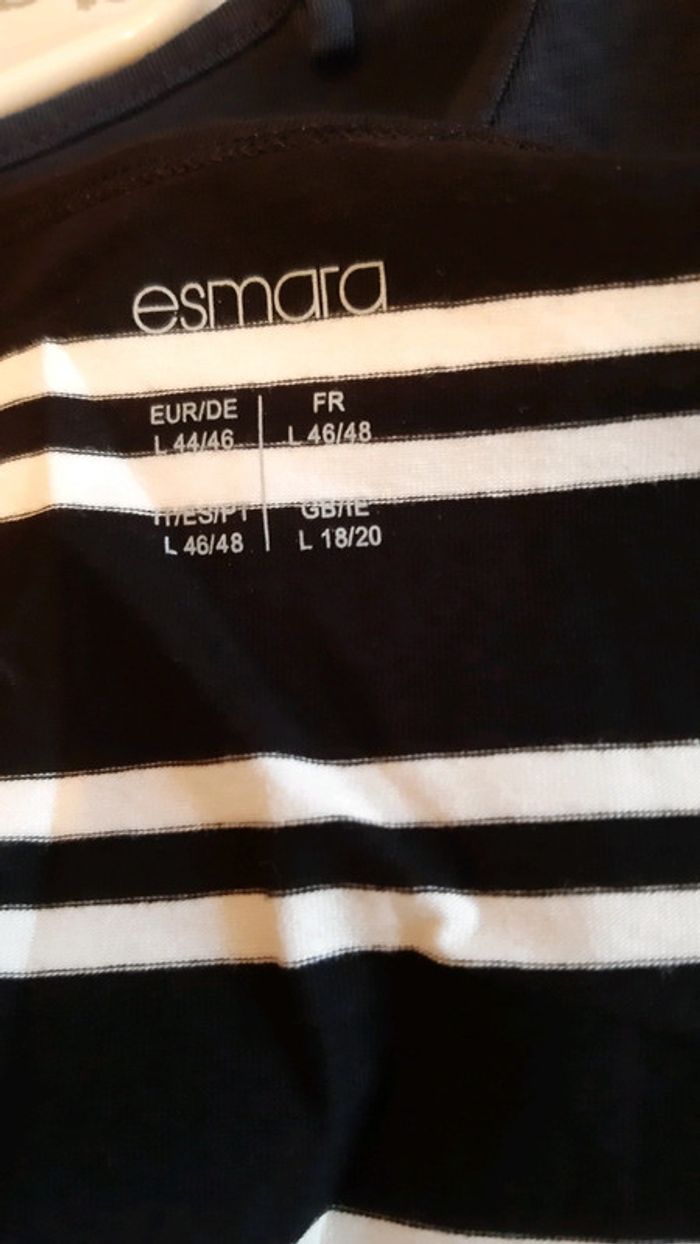 esmara
EUR/DE
L 44/46
FR
L 46/48
IT/ES/PT
L 46/48
GB/IE
L 18/20